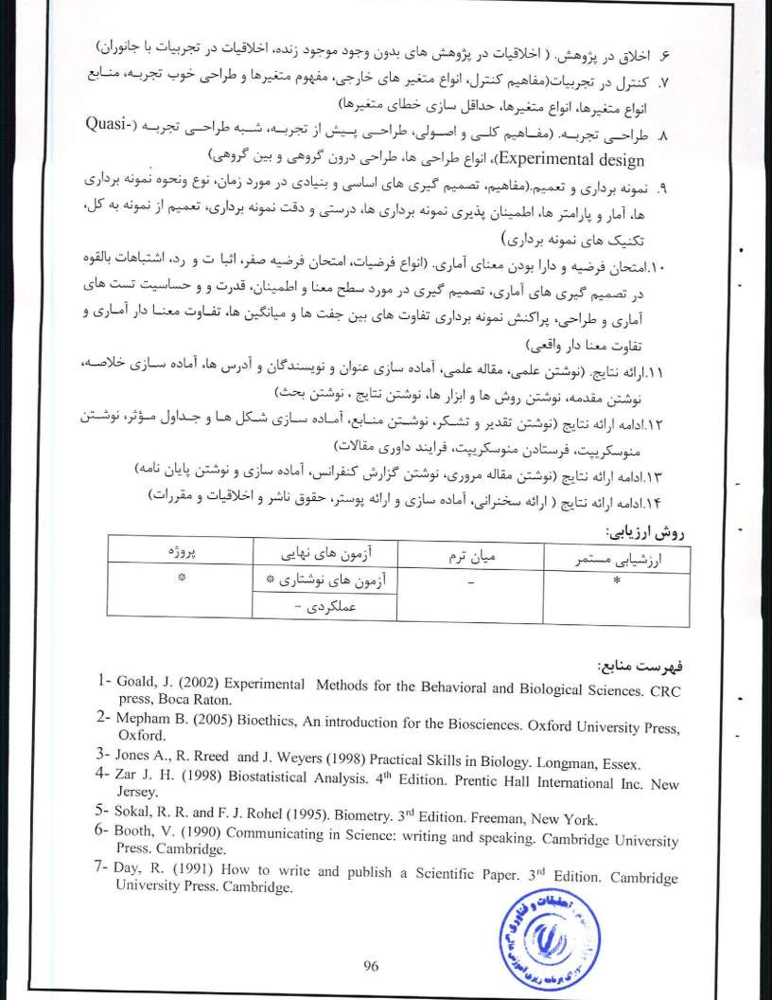 ۶. اخلاق در پژوهش. ( اخلاقیات در پژوهش های بدون وجود موجود زنده، اخلاقیات در تجربیات با جانوران)
۷. کنترل در تجربیات(مفاهیم کنترل، انواع متغیر های خارجی، مفهوم متغیرها و طراحی خوب تجربه، منابع
انواع متغیرها، انواع متغیرها، حداقل سازی خطای متغیرها)
۸. طراحی تجربه. (مفاهیم کلی و اصولی، طراحی پیش از تجربه، شبه طراحی تجربه (Quasi-
Experimental design)، انواع طراحی ها، طراحی درون گروهی و بین گروهی)
۹. نمونه برداری و تعمیم.(مفاهیم، تصمیم گیری های اساسی و بنیادی در مورد زمان، نوع ونحوه نمونه برداری
ها، آمار و پارامتر ها، اطمینان پذیری نمونه برداری ها، درستی و دقت نمونه برداری، تعمیم از نمونه به کل،
تکنیک های نمونه برداری)
۱۰.امتحان فرضیه و دارا بودن معنای آماری. (انواع فرضیات، امتحان فرضیه صفر، اثبا ت و رد، اشتباهات بالقوه
در تصمیم گیری های آماری، تصمیم گیری در مورد سطح معنا و اطمینان، قدرت و و حساسیت تست های
آماری و طراحی، پراکنش نمونه برداری تفاوت های بین جفت ها و میانگین ها، تفاوت معنا دار آماری و
تفاوت معنا دار واقعی)
۱۱.ارائه نتایج. (نوشتن علمی، مقاله علمی، آماده سازی عنوان و نویسندگان و آدرس ها، آماده سازی خلاصه،
نوشتن مقدمه، نوشتن روش ها و ابزار ها، نوشتن نتایج ، نوشتن بحث)
۱۲.ادامه ارائه نتایج (نوشتن تقدیر و تشکر، نوشتن منابع، آماده سازی شکل ها و جداول مؤثر، نوشتن
منوسکریپت، فرستادن منوسکریپت، فرایند داوری مقالات)
۱۳.ادامه ارائه نتایج (نوشتن مقاله مروری، نوشتن گزارش کنفرانس، آماده سازی و نوشتن پایان نامه)
۱۴.ادامه ارائه نتایج ( ارائه سخنرانی، آماده سازی و ارائه پوستر، حقوق ناشر و اخلاقیات و مقررات)
روش ارزیابی:
ارزشیابی مستمر میان ترم آزمون های نهایی پروژه
* – آزمون های نوشتاری * *
عملکردی –
فهرست منابع:
1- Goald, J. (2002) Experimental Methods for the Behavioral and Biological Sciences. CRC
press, Boca Raton.
2- Mepham B. (2005) Bioethics, An introduction for the Biosciences. Oxford University Press,
Oxford.
3- Jones A., R. Rreed and J. Weyers (1998) Practical Skills in Biology. Longman, Essex.
4- Zar J. H. (1998) Biostatistical Analysis. 4th Edition. Prentic Hall International Inc. New
Jersey.
5- Sokal, R. R. and F. J. Rohel (1995). Biometry. 3rd Edition. Freeman, New York.
6- Booth, V. (1990) Communicating in Science: writing and speaking. Cambridge University
Press. Cambridge.
7- Day, R. (1991) How to write and publish a Scientific Paper. 3rd Edition. Cambridge
University Press. Cambridge.
تحقیقات و فناوری
برنامه ریزی آموزش عالی
96